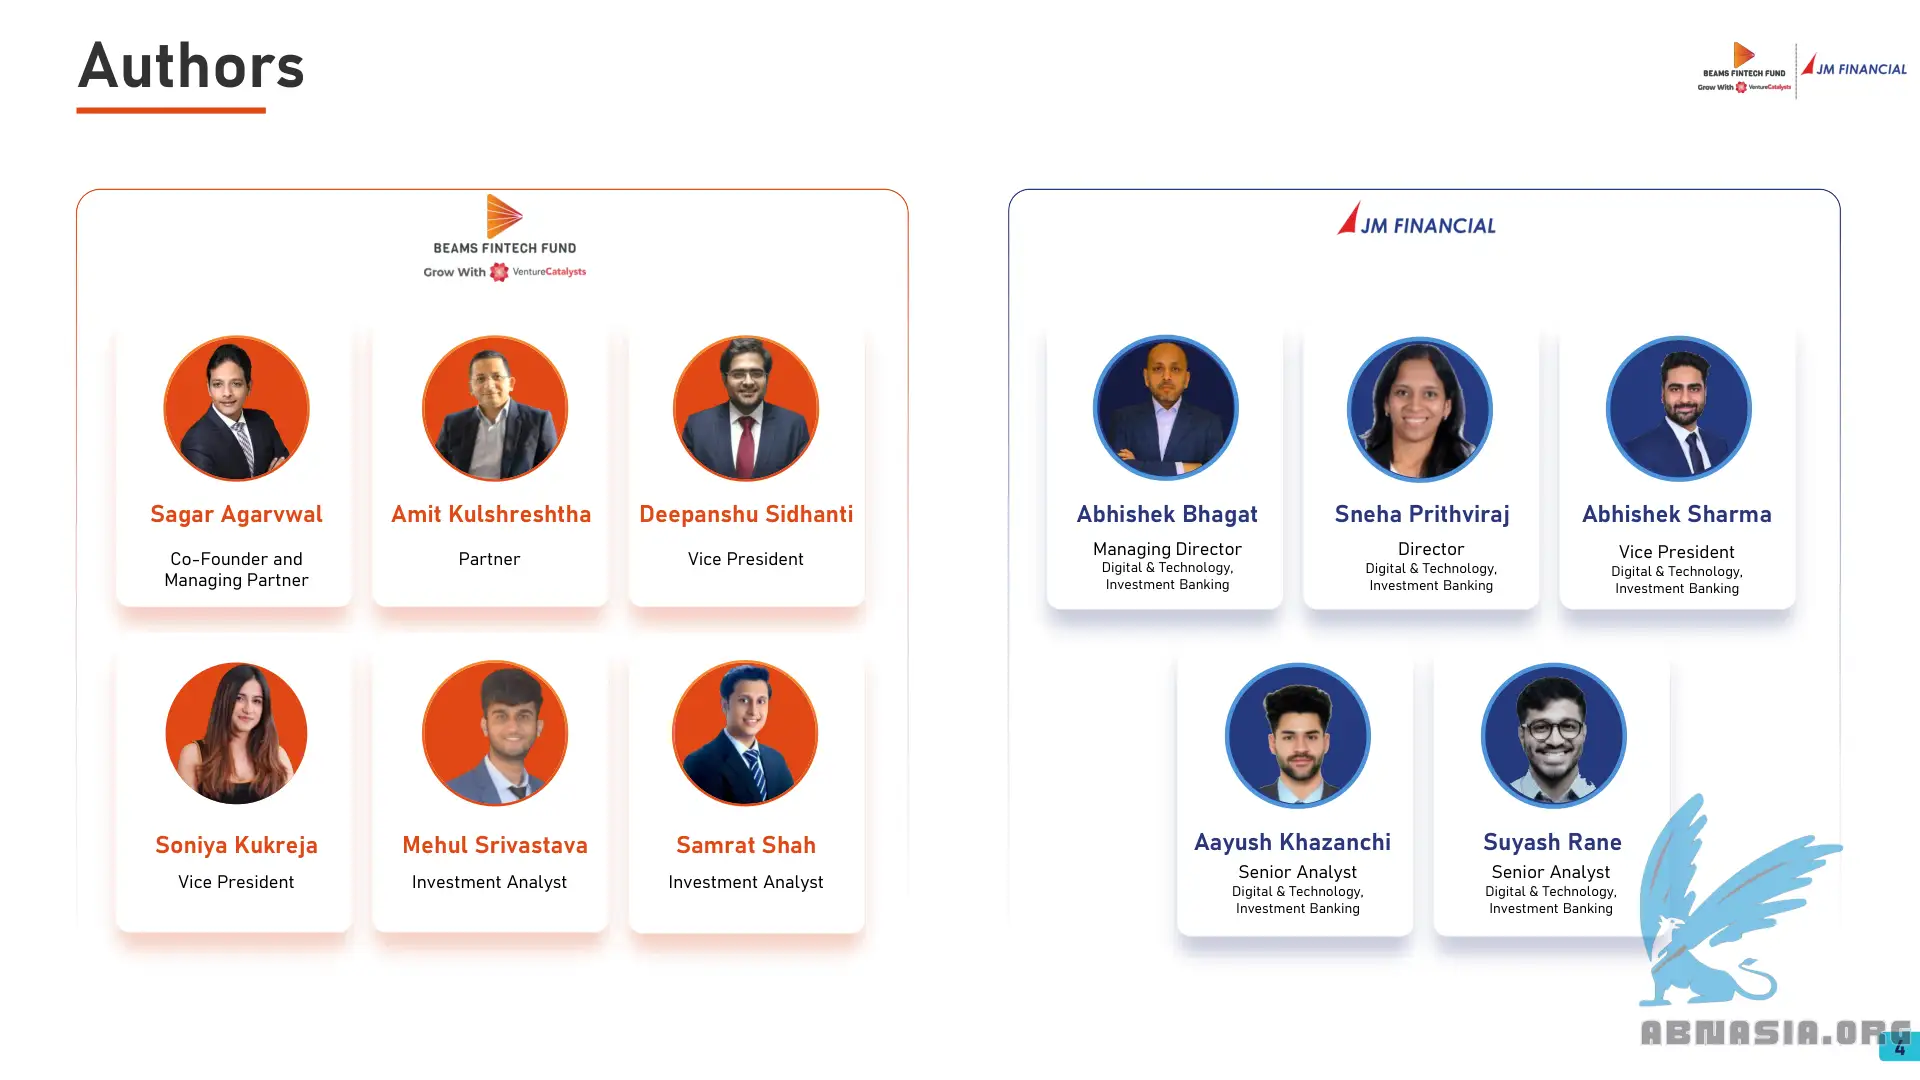 Authors
BEAMS FINTECH FUND
Grow With VentureCatalysts
JM FINANCIAL
BEAMS FINTECH FUND
Grow With VentureCatalysts
Sagar Agarvwal
Co-Founder and
Managing Partner
Amit Kulshreshtha
Partner
Deepanshu Sidhanti
Vice President
Soniya Kukreja
Vice President
Mehul Srivastava
Investment Analyst
Samrat Shah
Investment Analyst
JM FINANCIAL
Abhishek Bhagat
Managing Director
Digital & Technology,
Investment Banking
Sneha Prithviraj
Director
Digital & Technology,
Investment Banking
Abhishek Sharma
Vice President
Digital & Technology,
Investment Banking
Aayush Khazanchi
Senior Analyst
Digital & Technology,
Investment Banking
Suyash Rane
Senior Analyst
Digital & Technology,
Investment Banking
ABNASIA.ORG
4